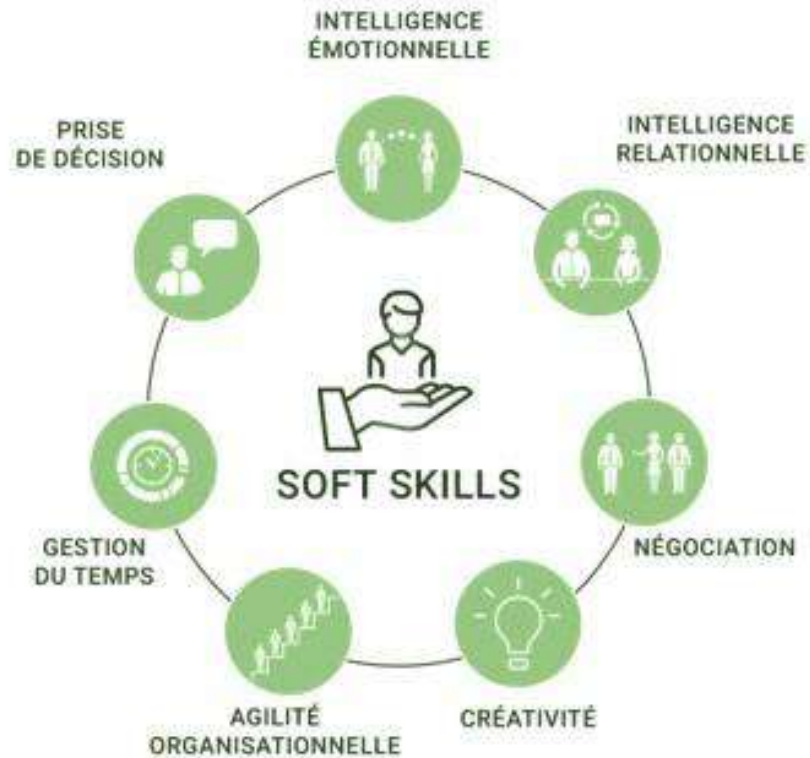 INTELLIGENCE
ÉMOTIONNELLE
PRISE
DE DÉCISION
INTELLIGENCE
RELATIONNELLE
SOFT SKILLS
GESTION
DU TEMPS
NÉGOCIATION
AGILITÉ
ORGANISATIONNELLE
CRÉATIVITÉ